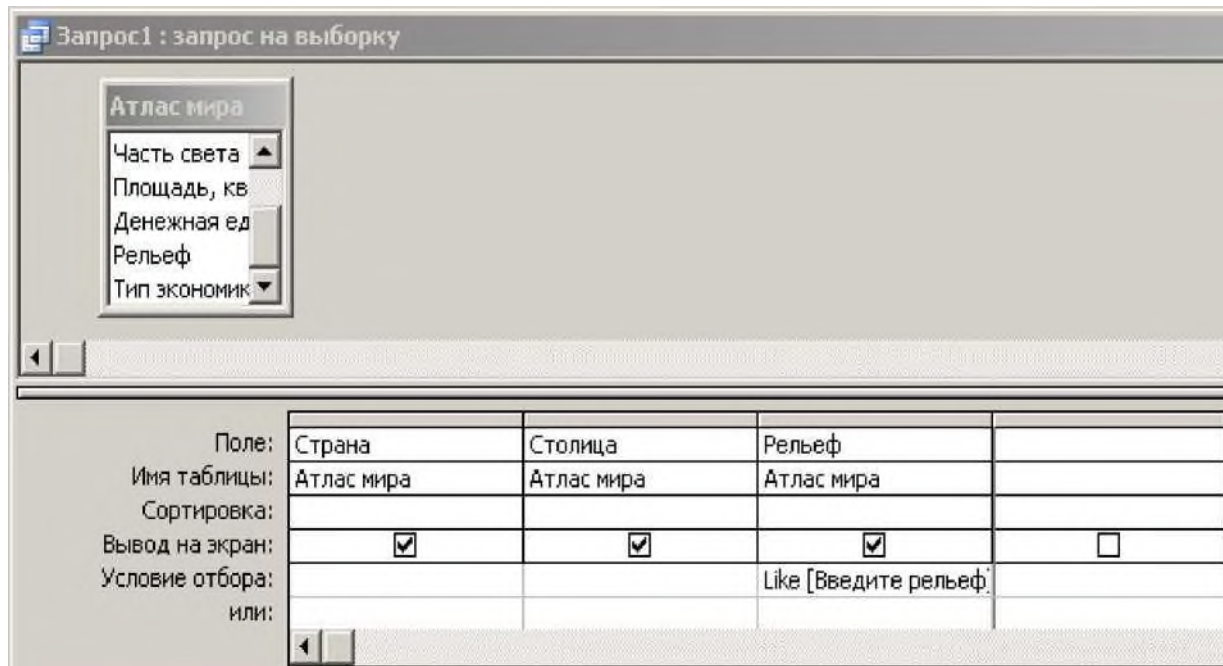 Запрос1 : запрос на выборку
Атлас мира
Часть света
Площадь, кв
Денежная ед
Рельеф
Тип экономик
Поле: Страна Столица Рельеф
Имя таблицы: Атлас мира Атлас мира Атлас мира
Сортировка:
Вывод на экран:
Условие отбора: Like [Введите рельеф]
или: